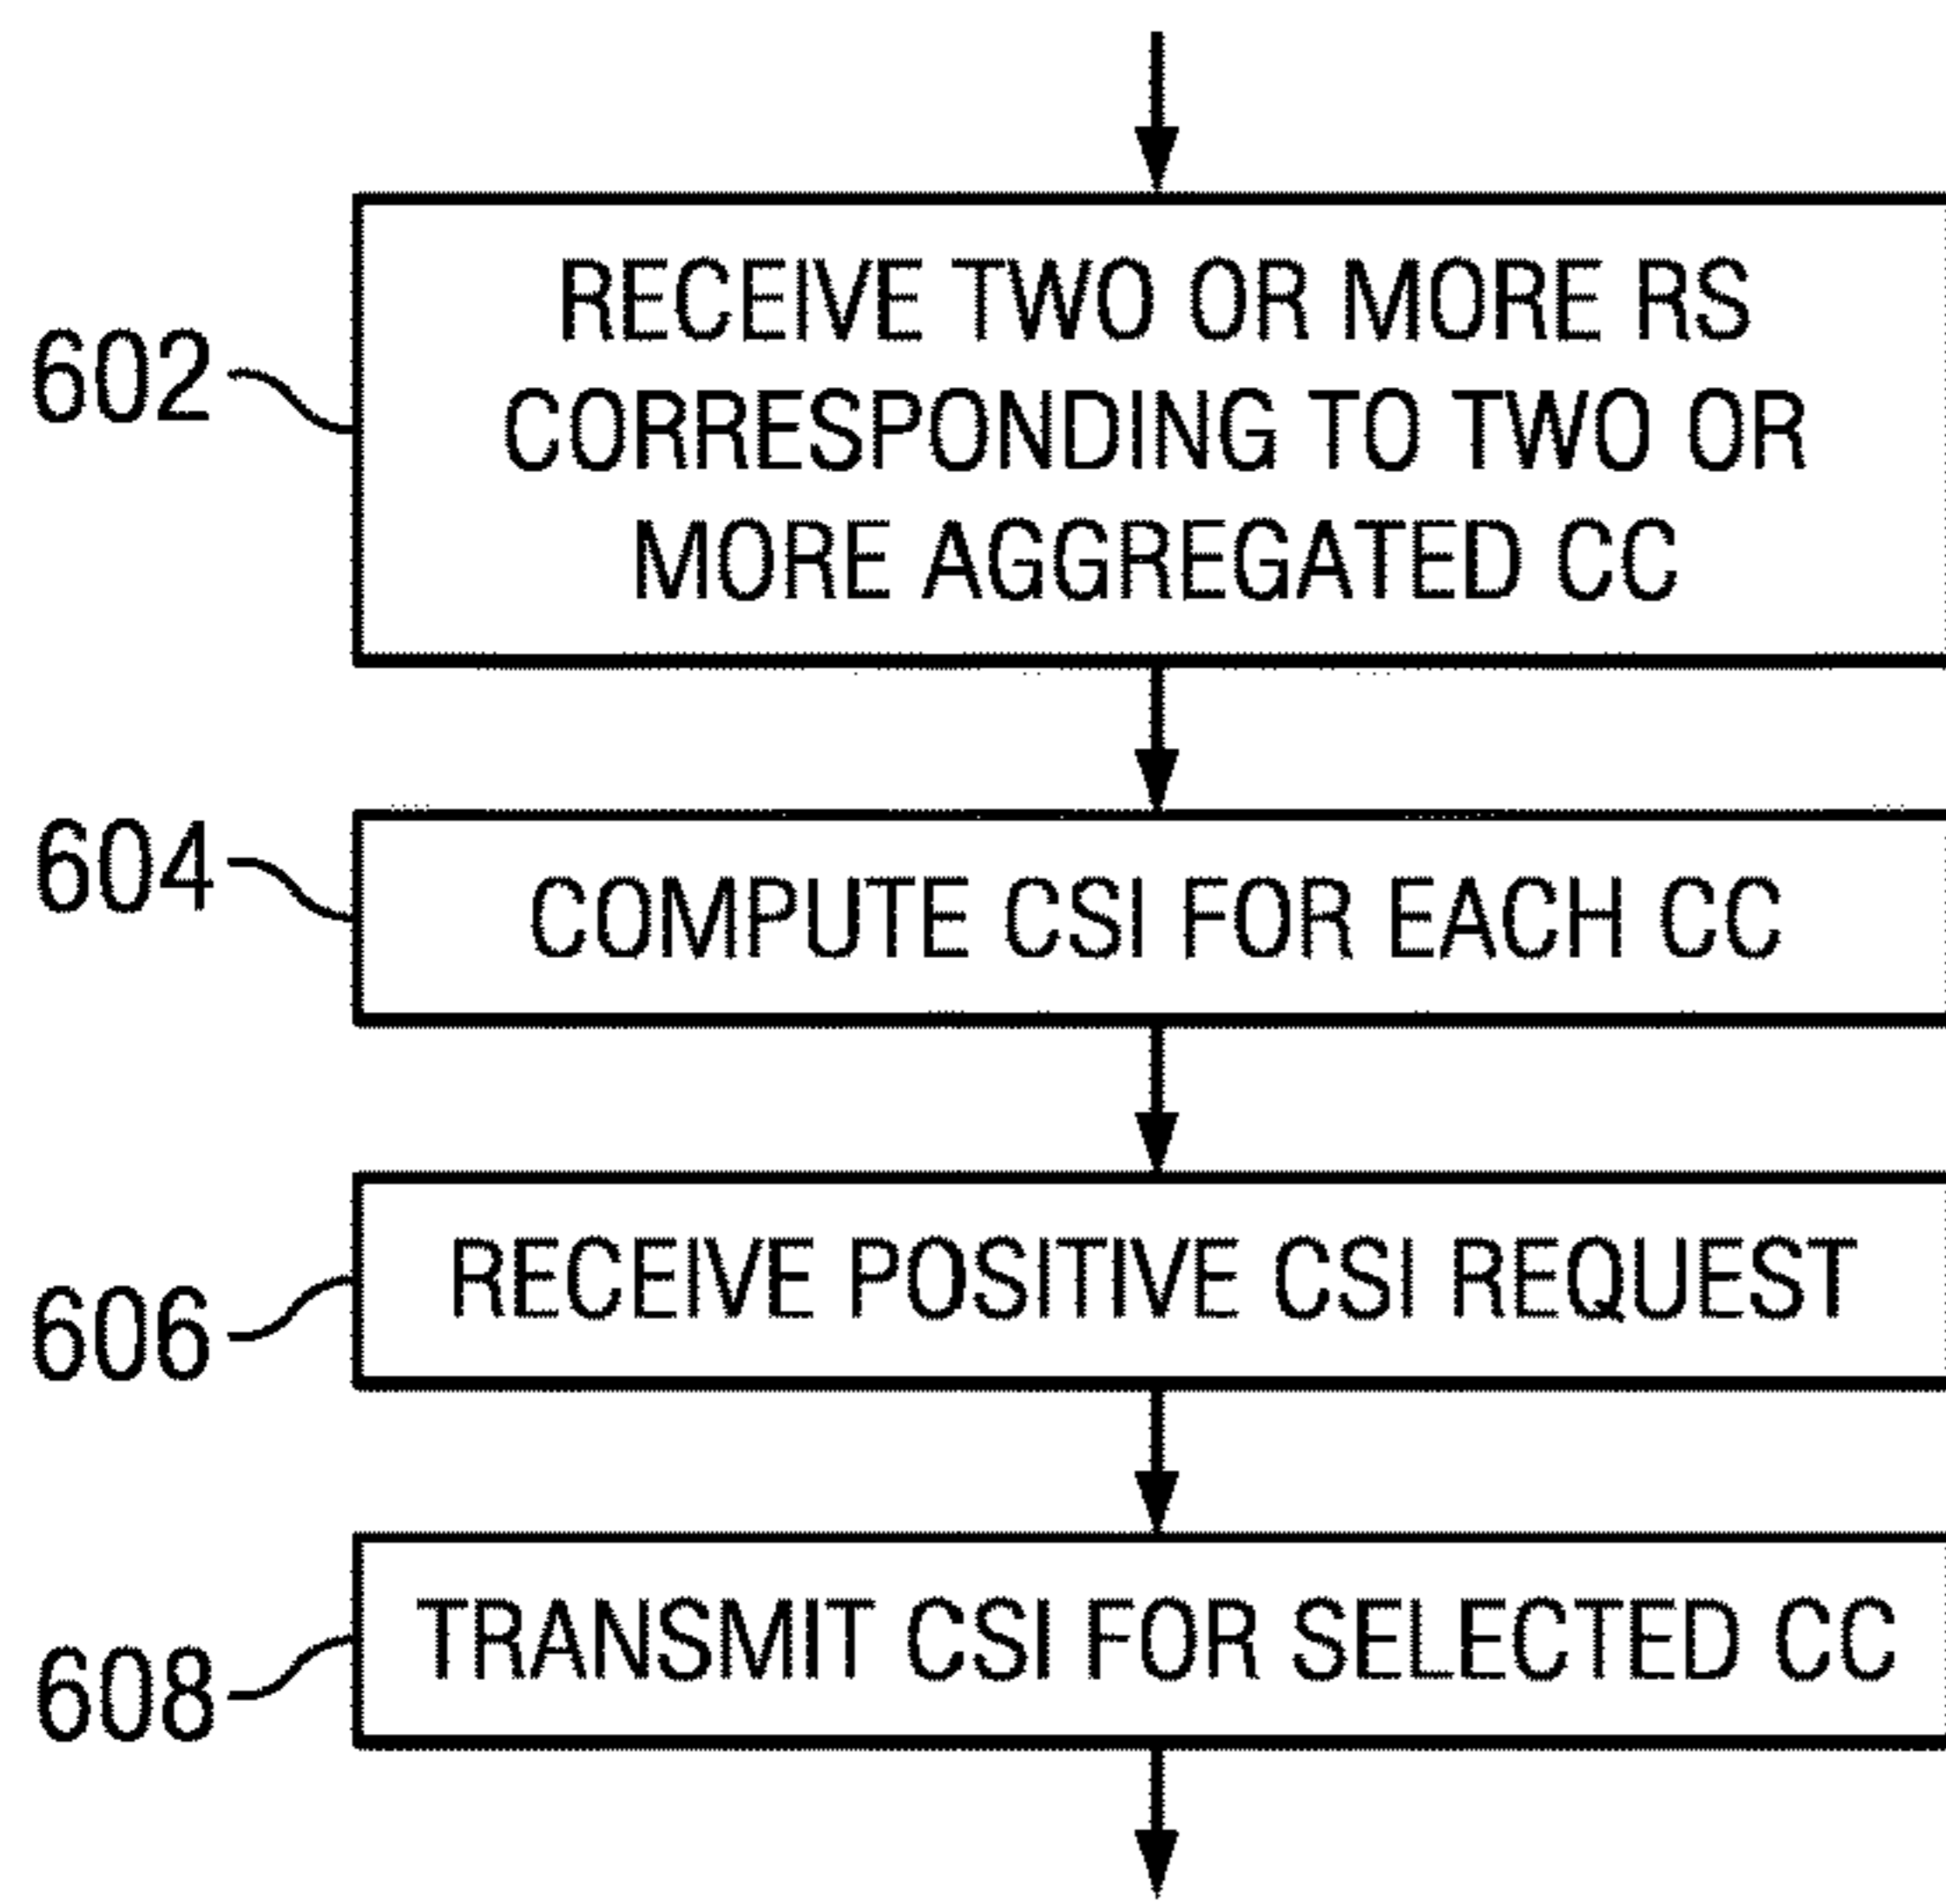 602
RECEIVE TWO OR MORE RS
CORRESPONDING TO TWO OR
MORE AGGREGATED CC
604
COMPUTE CSI FOR EACH CC
606
RECEIVE POSITIVE CSI REQUEST
608
TRANSMIT CSI FOR SELECTED CC